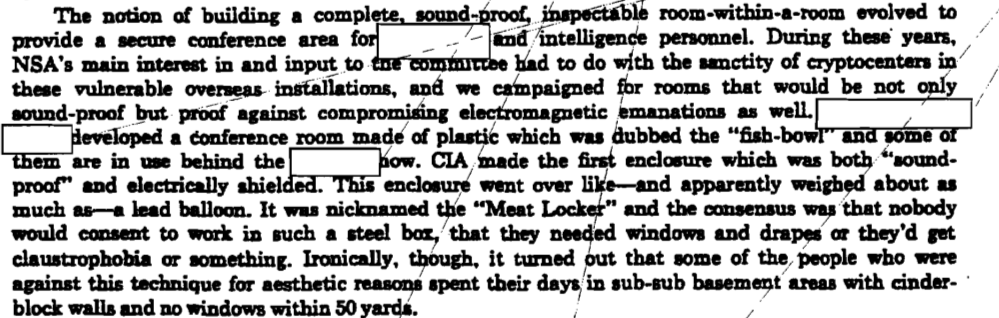 The notion of building a complete, sound-proof, inspectable room-within-a-room evolved to
provide a secure conference area for and intelligence personnel. During these years,
NSA's main interest in and input to the committee had to do with the sanctity of cryptocenters in
these vulnerable overseas installations, and we campaigned for rooms that would be not only
sound-proof but proof against compromising electromagnetic emanations as well.
developed a conference room made of plastic which was dubbed the "fish-bowl" and some of
them are in use behind the now. CIA made the first enclosure which was both "sound-
proof" and electrically shielded. This enclosure went over like—and apparently weighed about as
much as—a lead balloon. It was nicknamed the "Meat Locker" and the consensus was that nobody
would consent to work in such a steel box, that they needed windows and drapes or they'd get
claustrophobia or something. Ironically, though, it turned out that some of the people who were
against this technique for aesthetic reasons spent their days in sub-sub basement areas with cinder-
block walls and no windows within 50 yards.